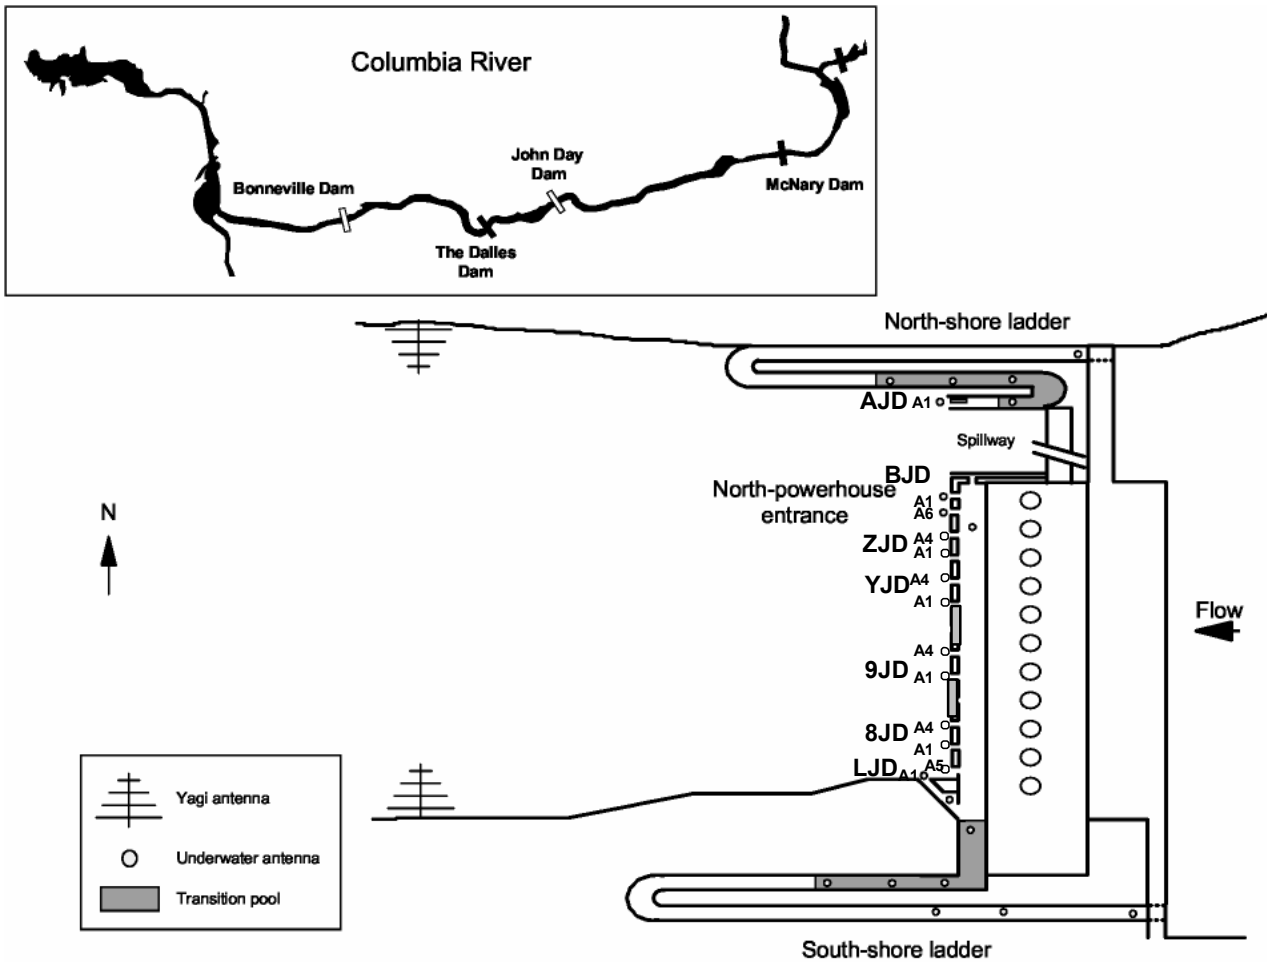 Columbia River
John Day
Dam
Bonneville Dam
McNary Dam
The Dalles
Dam
North-shore ladder
AJD A1
Spillway
BJD
North-powerhouse
entrance
A1
A6
N
ZJD A4
A1
YJD A4
A1
Flow
A4
9JD A1
8JD A4
A1
LJD A1 A5
Yagi antenna
Underwater antenna
Transition pool
South-shore ladder